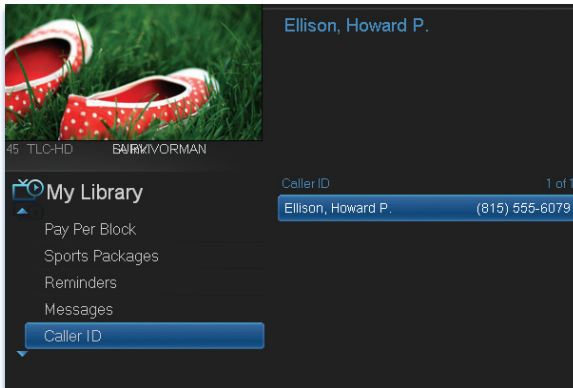 Ellison, Howard P.
45 TLC-HD SURVIVORMAN
My Library
Pay Per Block
Sports Packages
Reminders
Messages
Caller ID
Caller ID 1 of 1
Ellison, Howard P. (815) 555-6079